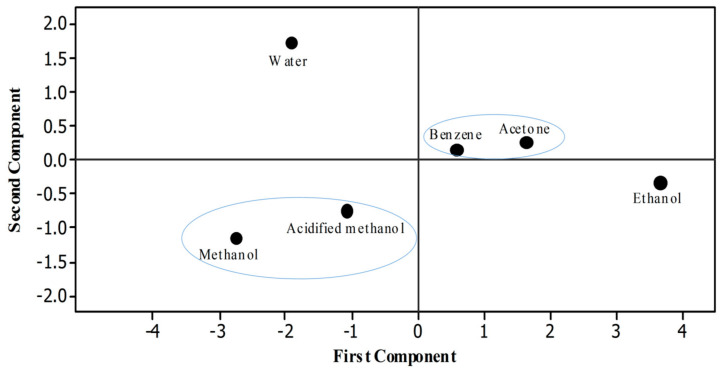 2.0
1.5
1.0
0.5
0.0
-0.5
-1.0
-1.5
-2.0
Second Component
Water
Benzene
Acetone
Ethanol
Acidified methanol
Methanol
-4 -3 -2 -1 0 1 2 3 4
First Component